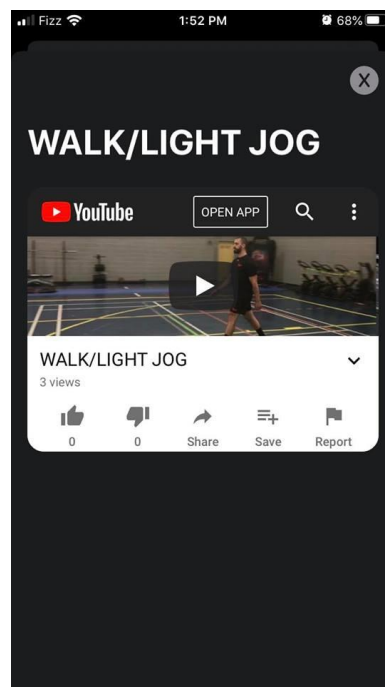 Fizz 1:52 PM 68%
X
WALK/LIGHT JOG
YouTube OPEN APP
WALK/LIGHT JOG
3 views
0 0 Share Save Report